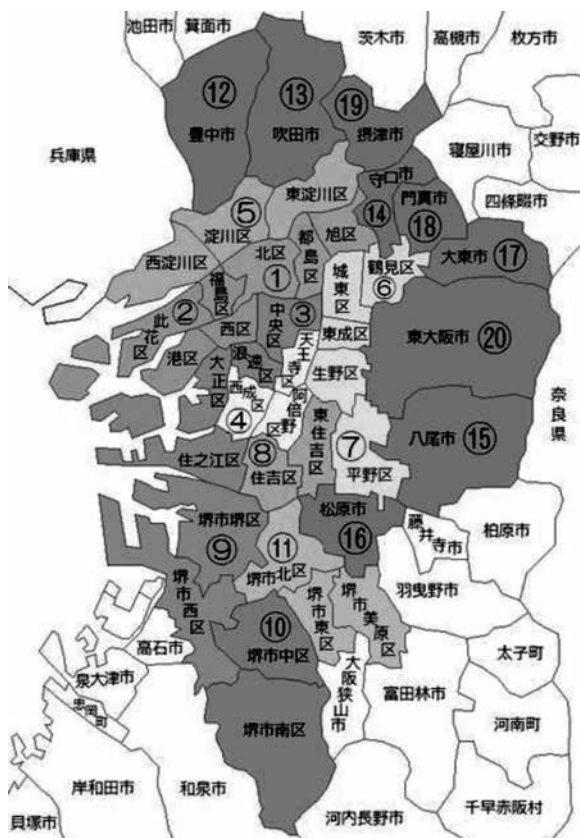 池田市
箕面市
茨木市
高槻市
枚方市
⑫
豊中市
⑬
吹田市
⑲
摂津市
寝屋川市
交野市
兵庫県
四條畷市
守口市
⑭
門真市
⑱
東淀川区
⑤
淀川区
旭区
都島区
大東市
⑰
西淀川区
北区
①
城東区
鶴見区
⑥
福島区
②
此花区
西区
中央区
③
東成区
東大阪市
⑳
港区
大正区
浪速区
天王寺区
生野区
奈良県
西成区
④
阿倍野区
東住吉区
⑦
平野区
八尾市
⑮
住之江区
⑧
住吉区
松原市
⑯
藤井寺市
柏原市
堺市堺区
⑨
⑪
堺市北区
羽曳野市
堺市西区
⑩
堺市中区
堺市東区
堺市美原区
高石市
太子町
泉大津市
忠岡町
大阪狭山市
富田林市
河南町
堺市南区
岸和田市
和泉市
貝塚市
河内長野市
千早赤阪村